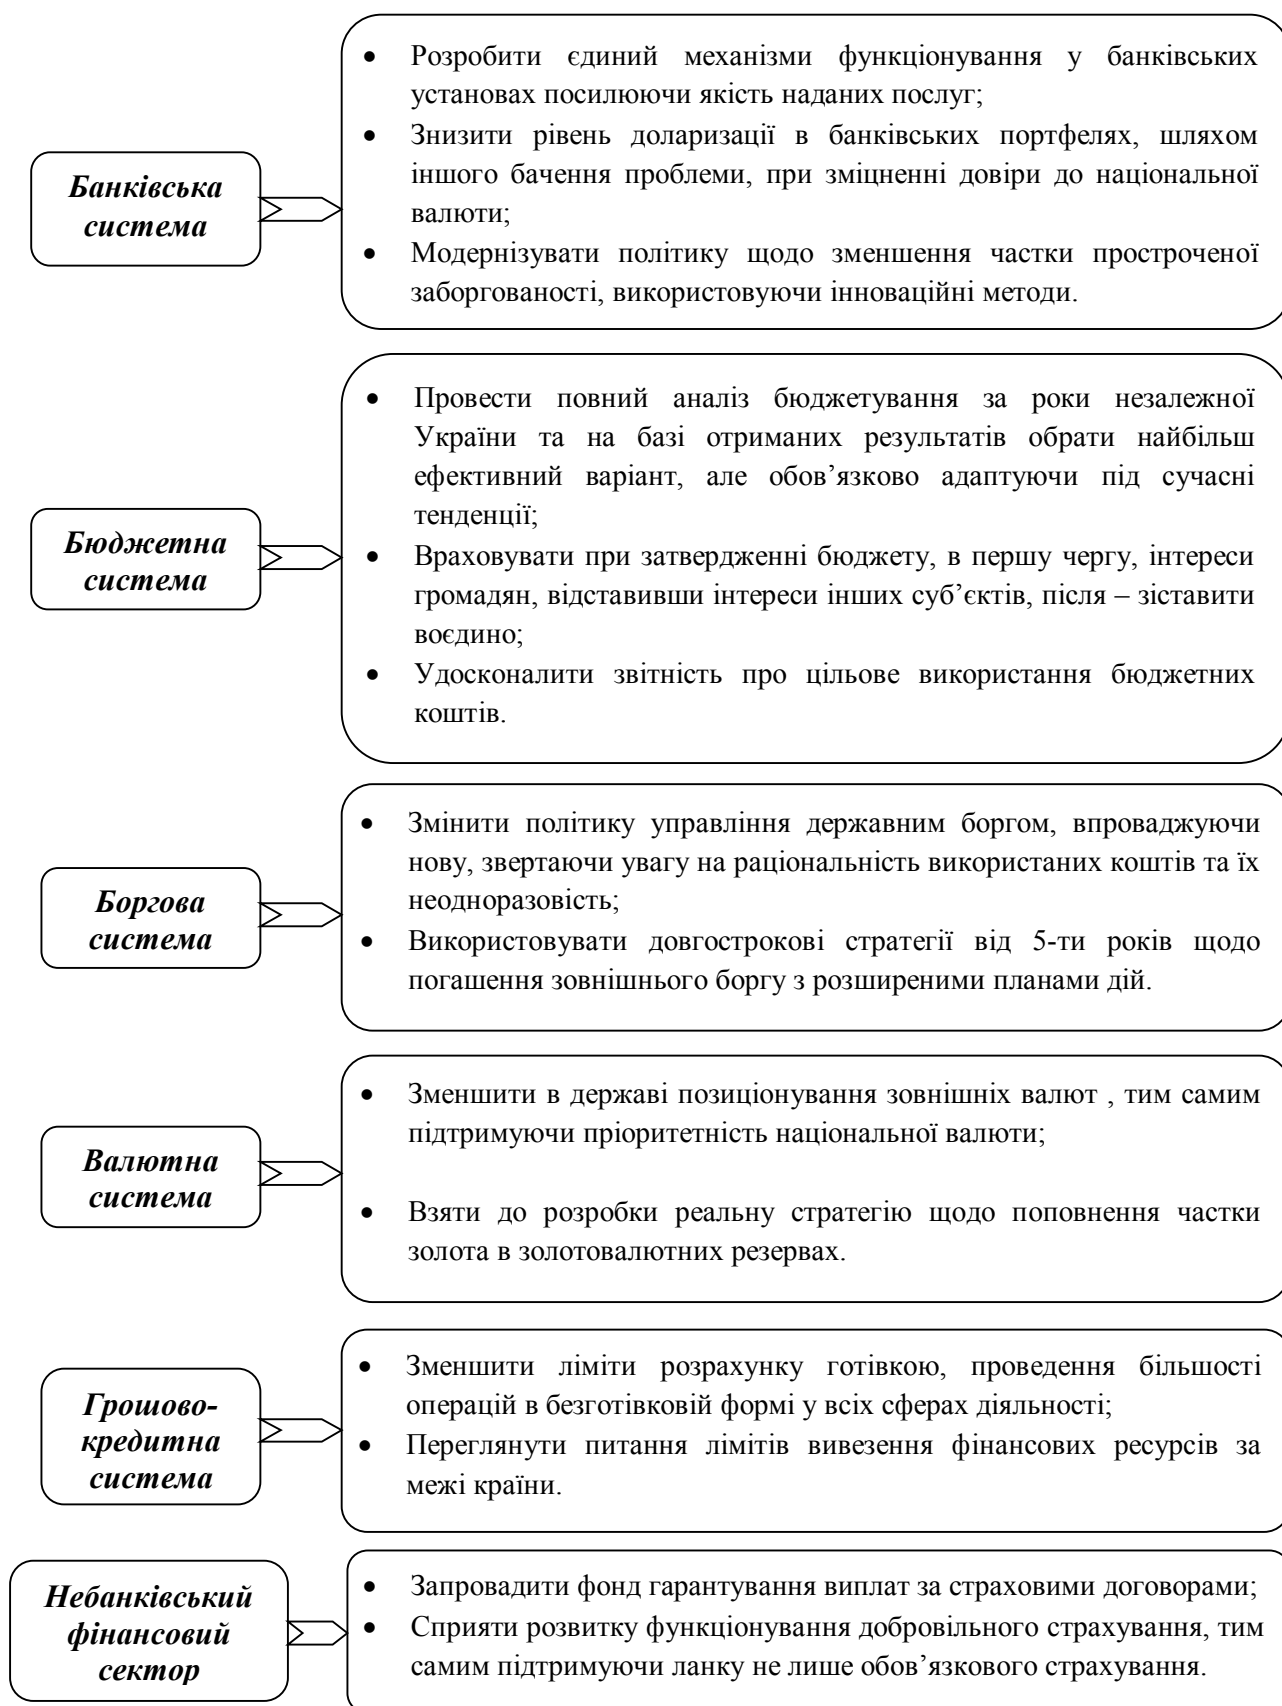 Банківська
система
• Розробити єдиний механізми функціонування у банківських
установах посилюючи якість наданих послуг;
• Знизити рівень доларизації в банківських портфелях, шляхом
іншого бачення проблеми, при зміцненні довіри до національної
валюти;
• Модернізувати політику щодо зменшення частки простроченої
заборгованості, використовуючи інноваційні методи.
Бюджетна
система
• Провести повний аналіз бюджетування за роки незалежної
України та на базі отриманих результатів обрати найбільш
ефективний варіант, але обов’язково адаптуючи під сучасні
тенденції;
• Враховувати при затвердженні бюджету, в першу чергу, інтереси
громадян, відставивши інтереси інших суб’єктів, після – зіставити
воєдино;
• Удосконалити звітність про цільове використання бюджетних
коштів.
Боргова
система
• Змінити політику управління державним боргом, впроваджуючи
нову, звертаючи увагу на раціональність використаних коштів та їх
неодноразовість;
• Використовувати довгострокові стратегії від 5-ти років щодо
погашення зовнішнього боргу з розширеними планами дій.
Валютна
система
• Зменшити в державі позиціонування зовнішніх валют , тим самим
підтримуючи пріоритетність національної валюти;
• Взяти до розробки реальну стратегію щодо поповнення частки
золота в золотовалютних резервах.
Грошово-
кредитна
система
• Зменшити ліміти розрахунку готівкою, проведення більшості
операцій в безготівковій формі у всіх сферах діяльності;
• Переглянути питання лімітів вивезення фінансових ресурсів за
межі країни.
Небанківський
фінансовий
сектор
• Запровадити фонд гарантування виплат за страховими договорами;
• Сприяти розвитку функціонування добровільного страхування, тим
самим підтримуючи ланку не лише обов’язкового страхування.